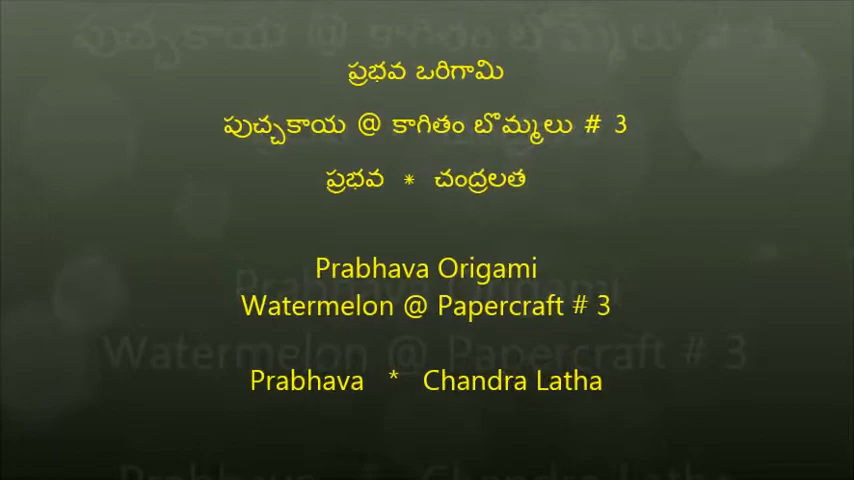 ప్రభవ ఒరిగామి
పుచ్చకాయ @ కాగితం బొమ్మలు # 3
ప్రభవ * చంద్రలత
Prabhava Origami
Watermelon @ Papercraft # 3
Prabhava * Chandra Latha